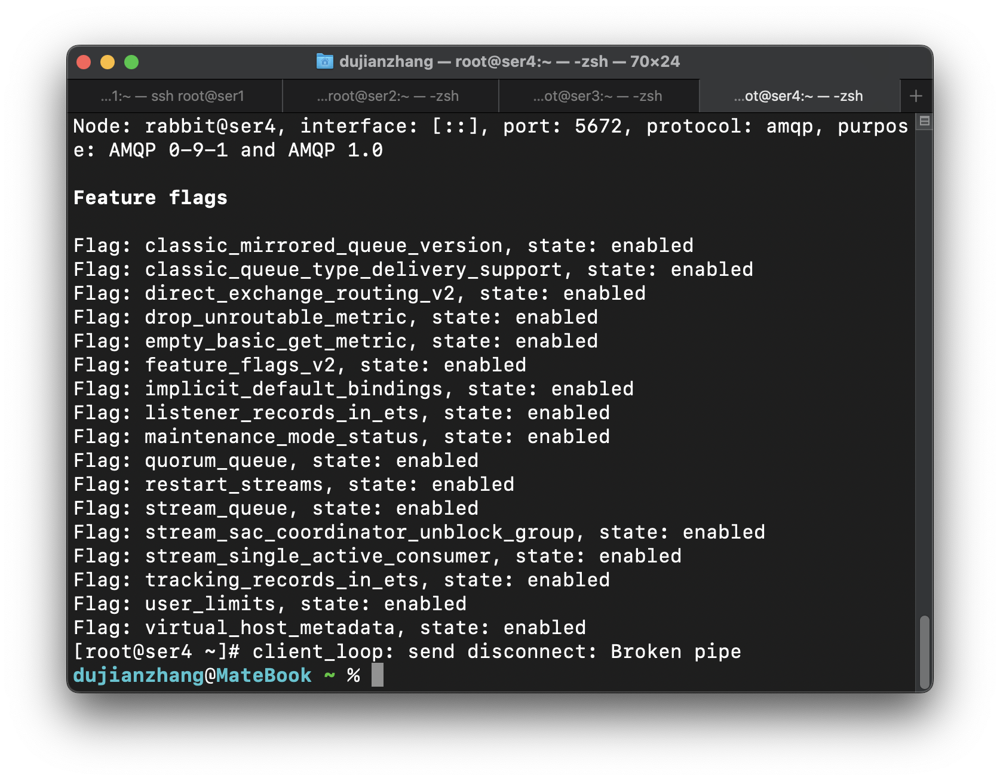 dujianzhang — root@ser4:~ — -zsh — 70×24
...1:~ — ssh root@ser1
...root@ser2:~ — -zsh
...ot@ser3:~ — -zsh
...ot@ser4:~ — -zsh
Node: rabbit@ser4, interface: [::], port: 5672, protocol: amqp, purpos
e: AMQP 0-9-1 and AMQP 1.0
Feature flags
Flag: classic_mirrored_queue_version, state: enabled
Flag: classic_queue_type_delivery_support, state: enabled
Flag: direct_exchange_routing_v2, state: enabled
Flag: drop_unroutable_metric, state: enabled
Flag: empty_basic_get_metric, state: enabled
Flag: feature_flags_v2, state: enabled
Flag: implicit_default_bindings, state: enabled
Flag: listener_records_in_ets, state: enabled
Flag: maintenance_mode_status, state: enabled
Flag: quorum_queue, state: enabled
Flag: restart_streams, state: enabled
Flag: stream_queue, state: enabled
Flag: stream_sac_coordinator_unblock_group, state: enabled
Flag: stream_single_active_consumer, state: enabled
Flag: tracking_records_in_ets, state: enabled
Flag: user_limits, state: enabled
Flag: virtual_host_metadata, state: enabled
[root@ser4 ~]# client_loop: send disconnect: Broken pipe
dujianzhang@MateBook ~ %